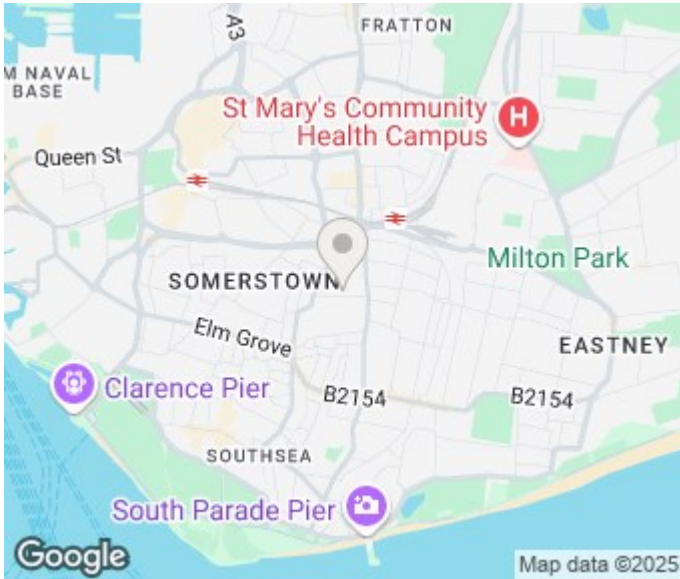 FRATTON
A3
M NAVAL
BASE
St Mary's Community
Health Campus
H
Queen St
Milton Park
SOMERSTOWN
Elm Grove
EASTNEY
Clarence Pier
B2154
B2154
SOUTHSEA
South Parade Pier
Google
Map data ©2025